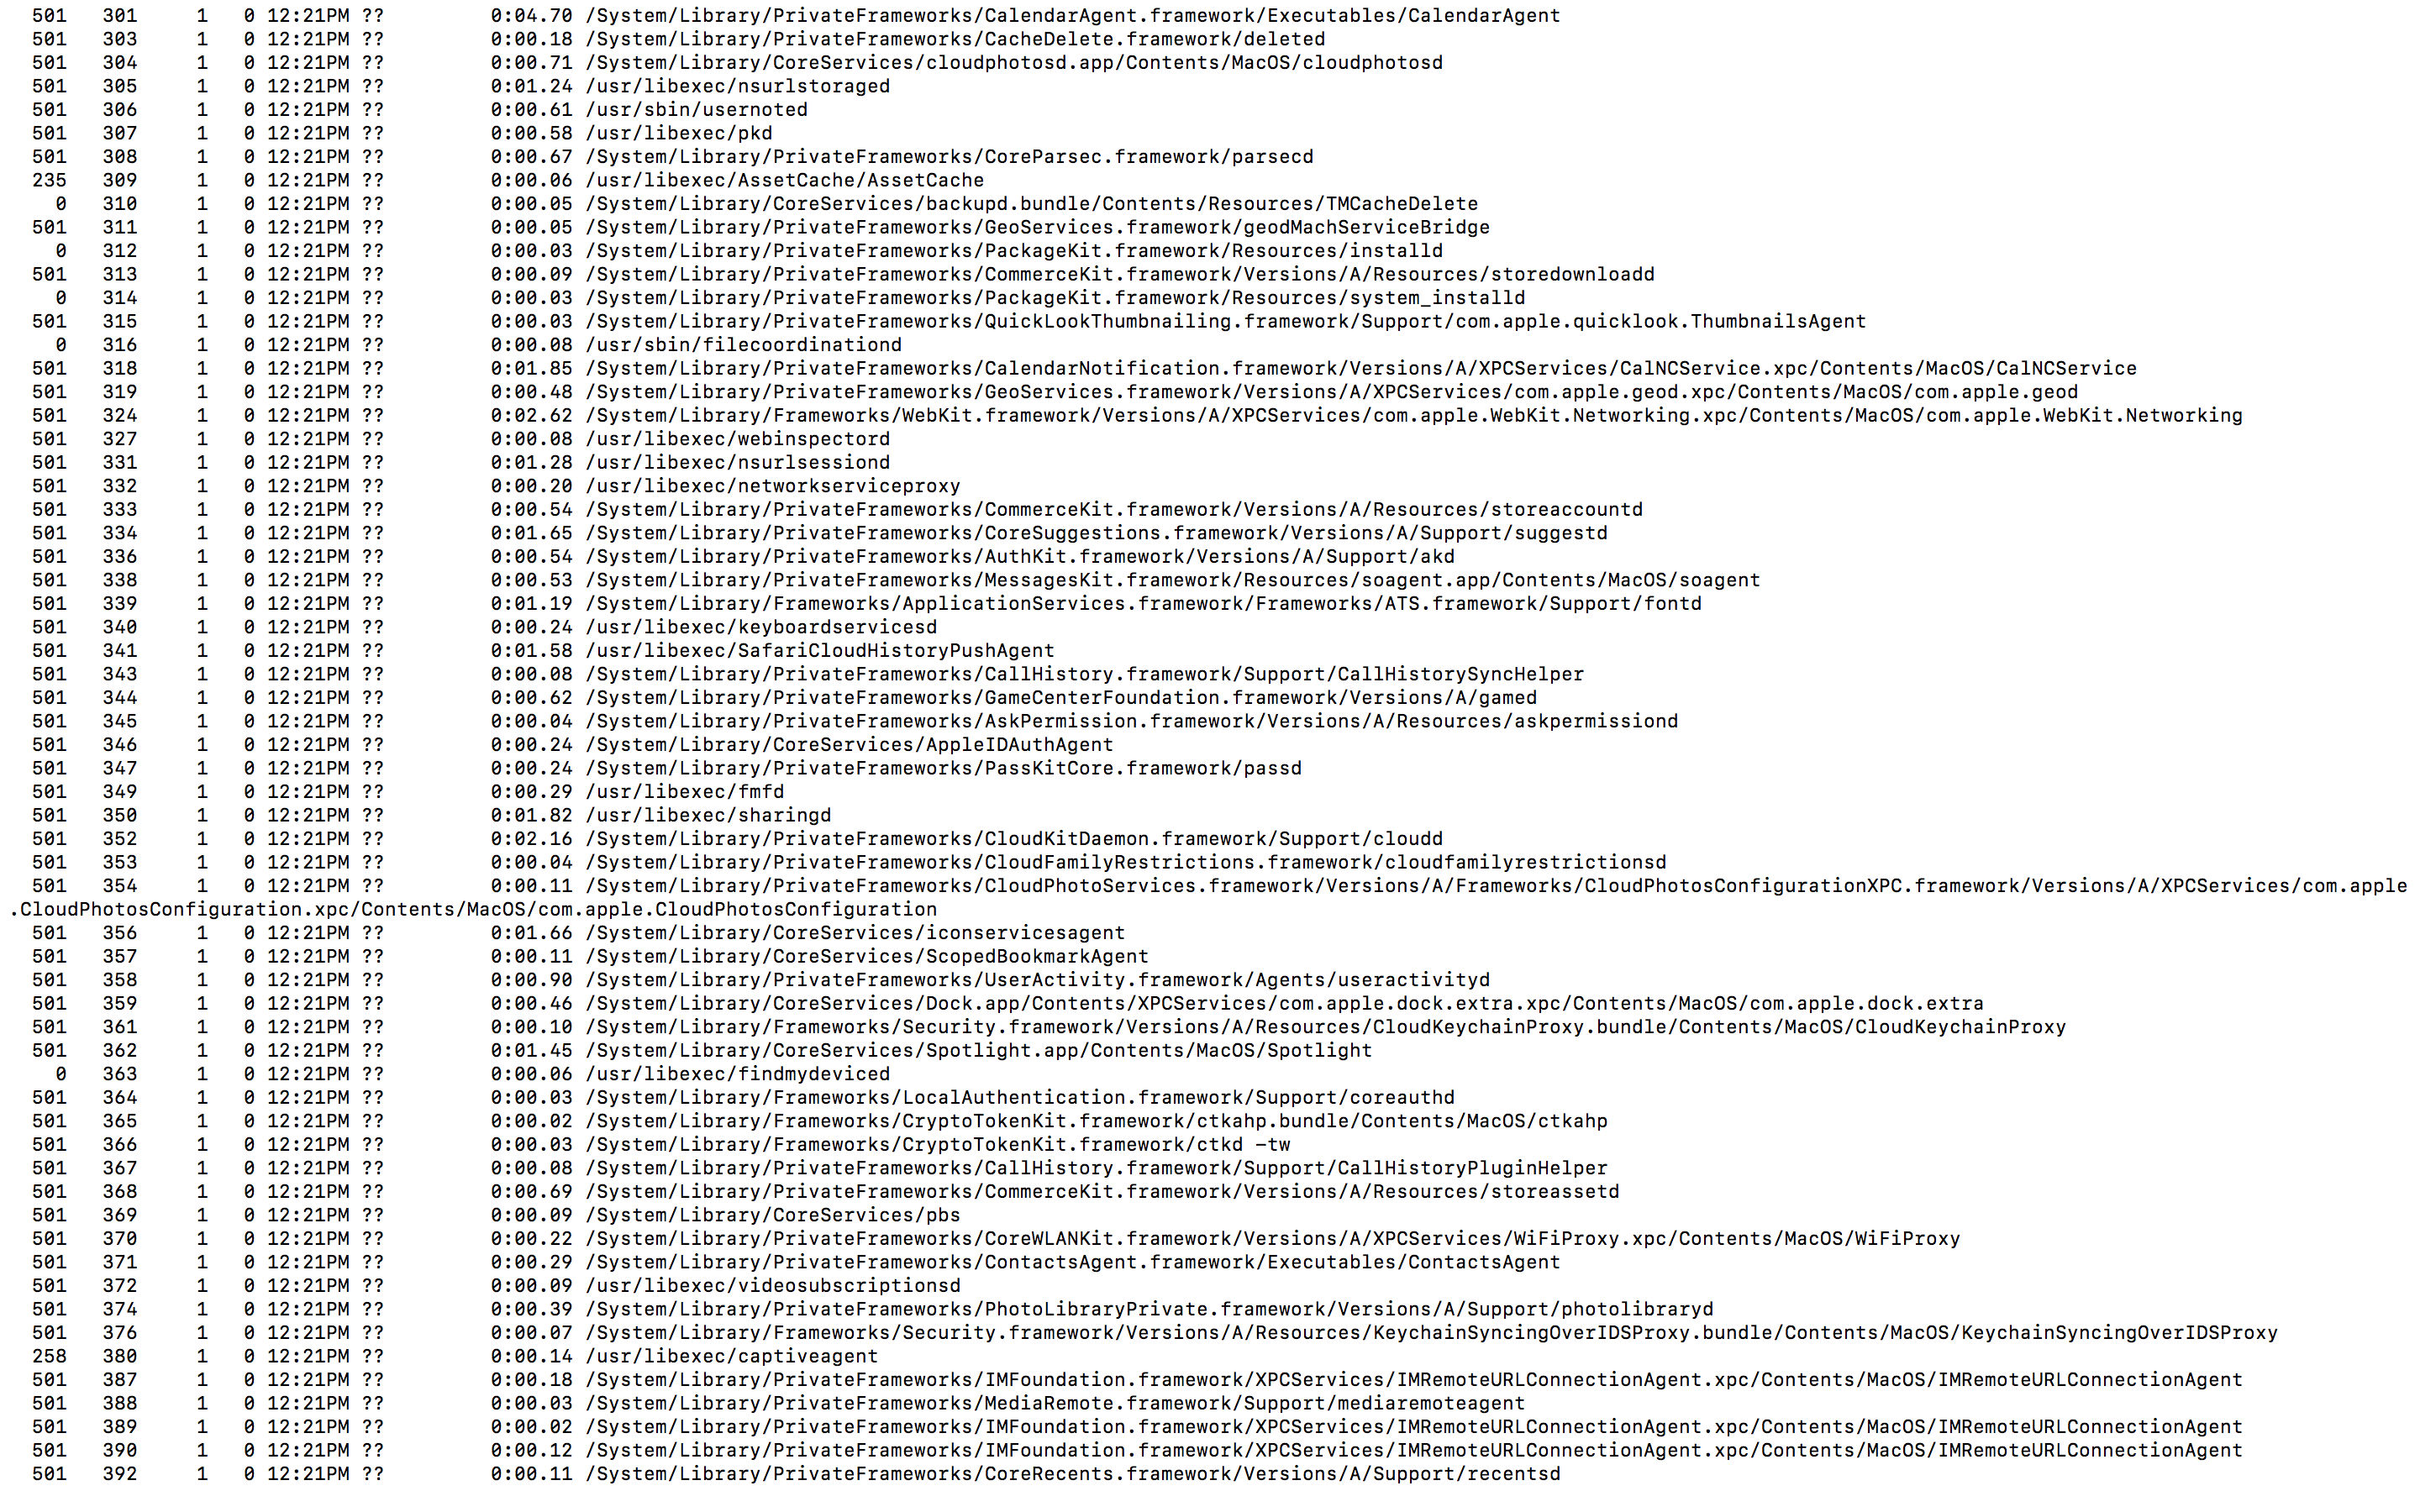 501   301     1   0 12:21PM ??         0:04.70 /System/Library/PrivateFrameworks/CalendarAgent.framework/Executables/CalendarAgent
501   303     1   0 12:21PM ??         0:00.18 /System/Library/PrivateFrameworks/CacheDelete.framework/deleted
501   304     1   0 12:21PM ??         0:00.71 /System/Library/CoreServices/cloudphotosd.app/Contents/MacOS/cloudphotosd
501   305     1   0 12:21PM ??         0:01.24 /usr/libexec/nsurlstoraged
501   306     1   0 12:21PM ??         0:00.61 /usr/sbin/usernoted
501   307     1   0 12:21PM ??         0:00.58 /usr/libexec/pkd
501   308     1   0 12:21PM ??         0:00.67 /System/Library/PrivateFrameworks/CoreParsec.framework/parsecd
235   309     1   0 12:21PM ??         0:00.06 /usr/libexec/AssetCache/AssetCache
0   310     1   0 12:21PM ??         0:00.05 /System/Library/CoreServices/backupd.bundle/Contents/Resources/TMCacheDelete
501   311     1   0 12:21PM ??         0:00.05 /System/Library/PrivateFrameworks/GeoServices.framework/geodMachServiceBridge
0   312     1   0 12:21PM ??         0:00.03 /System/Library/PrivateFrameworks/PackageKit.framework/Resources/installd
501   313     1   0 12:21PM ??         0:00.09 /System/Library/PrivateFrameworks/CommerceKit.framework/Versions/A/Resources/storedownloadd
0   314     1   0 12:21PM ??         0:00.03 /System/Library/PrivateFrameworks/PackageKit.framework/Resources/system_installd
501   315     1   0 12:21PM ??         0:00.03 /System/Library/PrivateFrameworks/QuickLookThumbnailing.framework/Support/com.apple.quicklook.ThumbnailsAgent
0   316     1   0 12:21PM ??         0:00.08 /usr/sbin/filecoordinationd
501   318     1   0 12:21PM ??         0:01.85 /System/Library/PrivateFrameworks/CalendarNotification.framework/Versions/A/XPCServices/CalNCService.xpc/Contents/MacOS/CalNCService
501   319     1   0 12:21PM ??         0:00.48 /System/Library/PrivateFrameworks/GeoServices.framework/Versions/A/XPCServices/com.apple.geod.xpc/Contents/MacOS/com.apple.geod
501   324     1   0 12:21PM ??         0:02.62 /System/Library/Frameworks/WebKit.framework/Versions/A/XPCServices/com.apple.WebKit.Networking.xpc/Contents/MacOS/com.apple.WebKit.Networking
501   327     1   0 12:21PM ??         0:00.08 /usr/libexec/webinspectord
501   331     1   0 12:21PM ??         0:01.28 /usr/libexec/nsurlsessiond
501   332     1   0 12:21PM ??         0:00.20 /usr/libexec/networkserviceproxy
501   333     1   0 12:21PM ??         0:00.54 /System/Library/PrivateFrameworks/CommerceKit.framework/Versions/A/Resources/storeaccountd
501   334     1   0 12:21PM ??         0:01.65 /System/Library/PrivateFrameworks/CoreSuggestions.framework/Versions/A/Support/suggestd
501   336     1   0 12:21PM ??         0:00.54 /System/Library/PrivateFrameworks/AuthKit.framework/Versions/A/Support/akd
501   338     1   0 12:21PM ??         0:00.53 /System/Library/PrivateFrameworks/MessagesKit.framework/Resources/soagent.app/Contents/MacOS/soagent
501   339     1   0 12:21PM ??         0:01.19 /System/Library/Frameworks/ApplicationServices.framework/Frameworks/ATS.framework/Support/fontd
501   340     1   0 12:21PM ??         0:00.24 /usr/libexec/keyboardservicesd
501   341     1   0 12:21PM ??         0:01.58 /usr/libexec/SafariCloudHistoryPushAgent
501   343     1   0 12:21PM ??         0:00.08 /System/Library/PrivateFrameworks/CallHistory.framework/Support/CallHistorySyncHelper
501   344     1   0 12:21PM ??         0:00.62 /System/Library/PrivateFrameworks/GameCenterFoundation.framework/Versions/A/gamed
501   345     1   0 12:21PM ??         0:00.04 /System/Library/PrivateFrameworks/AskPermission.framework/Versions/A/Resources/askpermissiond
501   346     1   0 12:21PM ??         0:00.24 /System/Library/CoreServices/AppleIDAuthAgent
501   347     1   0 12:21PM ??         0:00.24 /System/Library/PrivateFrameworks/PassKitCore.framework/passd
501   349     1   0 12:21PM ??         0:00.29 /usr/libexec/fmfd
501   350     1   0 12:21PM ??         0:01.82 /usr/libexec/sharingd
501   352     1   0 12:21PM ??         0:02.16 /System/Library/PrivateFrameworks/CloudKitDaemon.framework/Support/cloudd
501   353     1   0 12:21PM ??         0:00.04 /System/Library/PrivateFrameworks/CloudFamilyRestrictions.framework/cloudfamilyrestrictionsd
501   354     1   0 12:21PM ??         0:00.11 /System/Library/PrivateFrameworks/CloudPhotoServices.framework/Versions/A/Frameworks/CloudPhotosConfigurationXPC.framework/Versions/A/XPCServices/com.apple
.CloudPhotosConfiguration.xpc/Contents/MacOS/com.apple.CloudPhotosConfiguration
501   356     1   0 12:21PM ??         0:01.66 /System/Library/CoreServices/iconservicesagent
501   357     1   0 12:21PM ??         0:00.11 /System/Library/CoreServices/ScopedBookmarkAgent
501   358     1   0 12:21PM ??         0:00.90 /System/Library/PrivateFrameworks/UserActivity.framework/Agents/useractivityd
501   359     1   0 12:21PM ??         0:00.46 /System/Library/CoreServices/Dock.app/Contents/XPCServices/com.apple.dock.extra.xpc/Contents/MacOS/com.apple.dock.extra
501   361     1   0 12:21PM ??         0:00.10 /System/Library/Frameworks/Security.framework/Versions/A/Resources/CloudKeychainProxy.bundle/Contents/MacOS/CloudKeychainProxy
501   362     1   0 12:21PM ??         0:01.45 /System/Library/CoreServices/Spotlight.app/Contents/MacOS/Spotlight
0   363     1   0 12:21PM ??         0:00.06 /usr/libexec/findmydeviced
501   364     1   0 12:21PM ??         0:00.03 /System/Library/Frameworks/LocalAuthentication.framework/Support/coreauthd
501   365     1   0 12:21PM ??         0:00.02 /System/Library/Frameworks/CryptoTokenKit.framework/ctkahp.bundle/Contents/MacOS/ctkahp
501   366     1   0 12:21PM ??         0:00.03 /System/Library/Frameworks/CryptoTokenKit.framework/ctkd -tw
501   367     1   0 12:21PM ??         0:00.08 /System/Library/PrivateFrameworks/CallHistory.framework/Support/CallHistoryPluginHelper
501   368     1   0 12:21PM ??         0:00.69 /System/Library/PrivateFrameworks/CommerceKit.framework/Versions/A/Resources/storeassetd
501   369     1   0 12:21PM ??         0:00.09 /System/Library/CoreServices/pbs
501   370     1   0 12:21PM ??         0:00.22 /System/Library/PrivateFrameworks/CoreWLANKit.framework/Versions/A/XPCServices/WiFiProxy.xpc/Contents/MacOS/WiFiProxy
501   371     1   0 12:21PM ??         0:00.29 /System/Library/PrivateFrameworks/ContactsAgent.framework/Executables/ContactsAgent
501   372     1   0 12:21PM ??         0:00.09 /usr/libexec/videosubscriptionsd
501   374     1   0 12:21PM ??         0:00.39 /System/Library/PrivateFrameworks/PhotoLibraryPrivate.framework/Versions/A/Support/photolibraryd
501   376     1   0 12:21PM ??         0:00.07 /System/Library/Frameworks/Security.framework/Versions/A/Resources/KeychainSyncingOverIDSProxy.bundle/Contents/MacOS/KeychainSyncingOverIDSProxy
258   380     1   0 12:21PM ??         0:00.14 /usr/libexec/captiveagent
501   387     1   0 12:21PM ??         0:00.18 /System/Library/PrivateFrameworks/IMFoundation.framework/XPCServices/IMRemoteURLConnectionAgent.xpc/Contents/MacOS/IMRemoteURLConnectionAgent
501   388     1   0 12:21PM ??         0:00.03 /System/Library/PrivateFrameworks/MediaRemote.framework/Support/mediaremoteagent
501   389     1   0 12:21PM ??         0:00.02 /System/Library/PrivateFrameworks/IMFoundation.framework/XPCServices/IMRemoteURLConnectionAgent.xpc/Contents/MacOS/IMRemoteURLConnectionAgent
501   390     1   0 12:21PM ??         0:00.12 /System/Library/PrivateFrameworks/IMFoundation.framework/XPCServices/IMRemoteURLConnectionAgent.xpc/Contents/MacOS/IMRemoteURLConnectionAgent
501   392     1   0 12:21PM ??         0:00.11 /System/Library/PrivateFrameworks/CoreRecents.framework/Versions/A/Support/recentsd